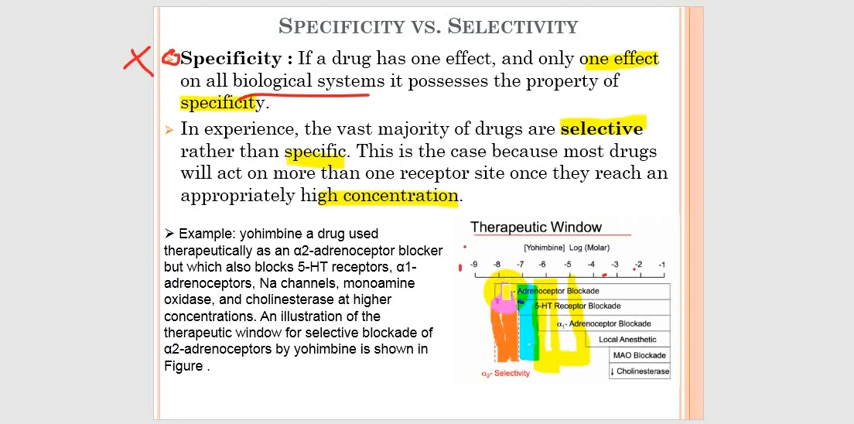 SPECIFICITY VS. SELECTIVITY
➤ Specificity : If a drug has one effect, and only one effect
on all biological systems it possesses the property of
specificity.
➤ In experience, the vast majority of drugs are selective
rather than specific. This is the case because most drugs
will act on more than one receptor site once they reach an
appropriately high concentration.
➤ Example: yohimbine a drug used
therapeutically as an α2-adrenoceptor blocker
but which also blocks 5-HT receptors, α1-
adrenoceptors, Na channels, monoamine
oxidase, and cholinesterase at higher
concentrations. An illustration of the
therapeutic window for selective blockade of
α2-adrenoceptors by yohimbine is shown in
Figure .
Therapeutic Window
[Yohimbine] Log (Molar)
-9 -8 -7 -6 -5 -4 -3 -2 -1
Adrenoceptor Blockade
5-HT Receptor Blockade
α₁- Adrenoceptor Blockade
Local Anesthetic
MAO Blockade
↓ Cholinesterase
α₂- Selectivity